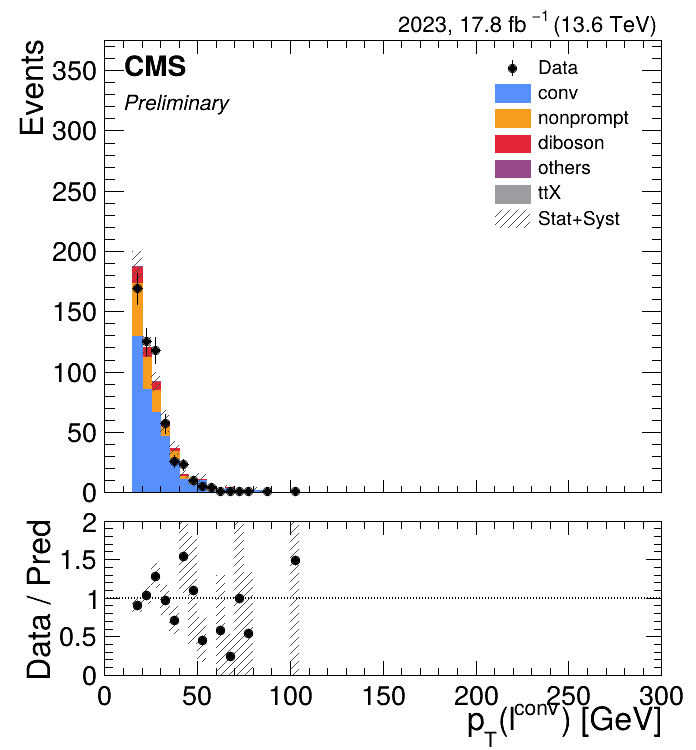 2023, 17.8 fb⁻¹ (13.6 TeV)
CMS
Preliminary
Events
350
300
250
200
150
100
50
0
Data
conv
nonprompt
diboson
others
ttX
Stat+Syst
Data / Pred
2
1.5
1
0.5
0
0 50 100 150 200 250 300
p_T(l^conv) [GeV]